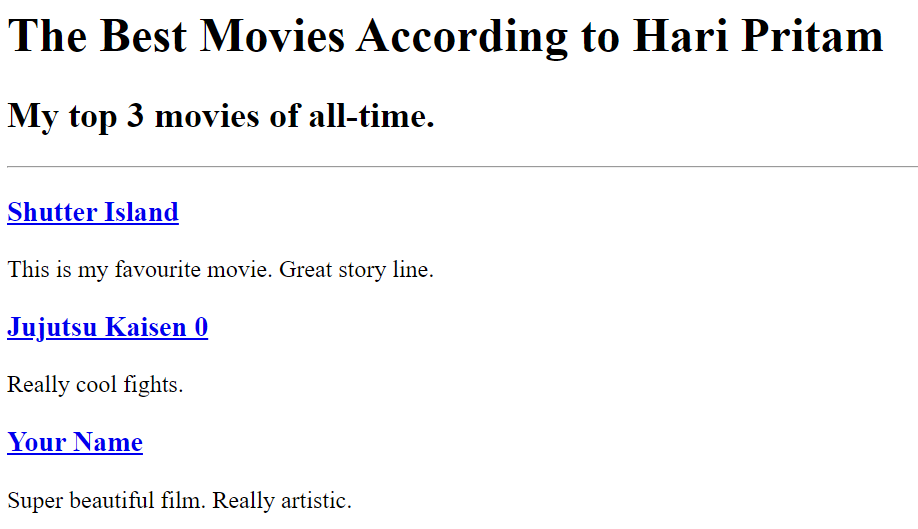 The Best Movies According to Hari Pritam
My top 3 movies of all-time.
Shutter Island
This is my favourite movie. Great story line.
Jujutsu Kaisen 0
Really cool fights.
Your Name
Super beautiful film. Really artistic.